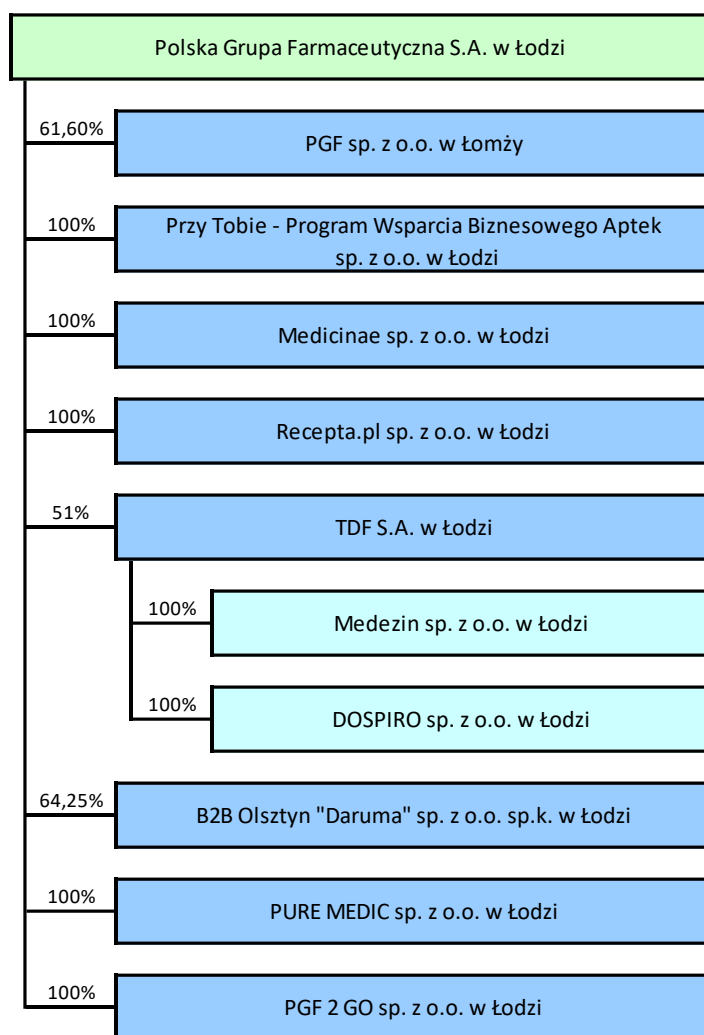 Polska Grupa Farmaceutyczna S.A. w Łodzi
61,60%
PGF sp. z o.o. w Łomży
100%
Przy Tobie - Program Wsparcia Biznesowego Aptek
sp. z o.o. w Łodzi
100%
Medicinae sp. z o.o. w Łodzi
100%
Recepta.pl sp. z o.o. w Łodzi
51%
TDF S.A. w Łodzi
100%
Medezin sp. z o.o. w Łodzi
100%
DOSPIRO sp. z o.o. w Łodzi
64,25%
B2B Olsztyn "Daruma" sp. z o.o. sp.k. w Łodzi
100%
PURE MEDIC sp. z o.o. w Łodzi
100%
PGF 2 GO sp. z o.o. w Łodzi